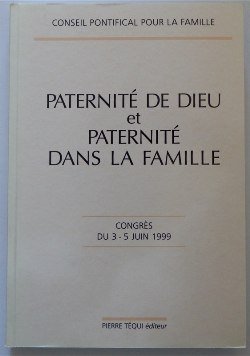 CONSEIL PONTIFICAL POUR LA FAMILLE
PATERNITÉ DE DIEU
et
PATERNITÉ
DANS LA FAMILLE
CONGRÈS
DU 3 - 5 JUIN 1999
PIERRE TÉQUI éditeur